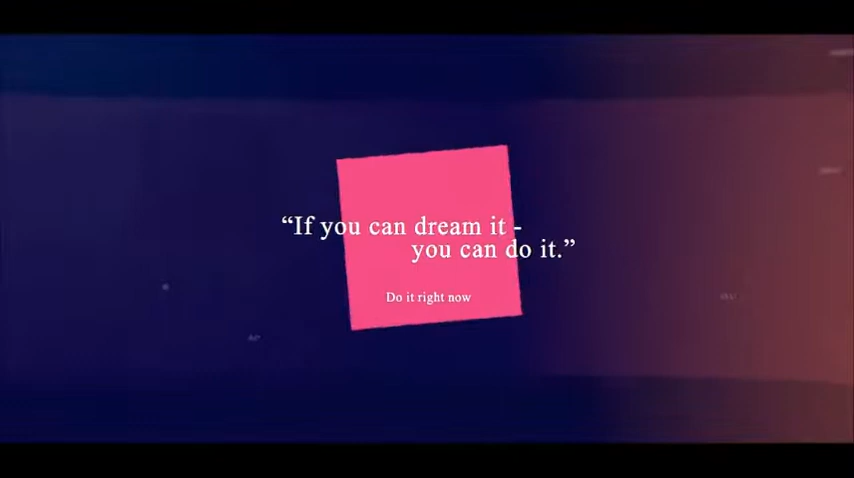 “If you can dream it -
you can do it.”
Do it right now